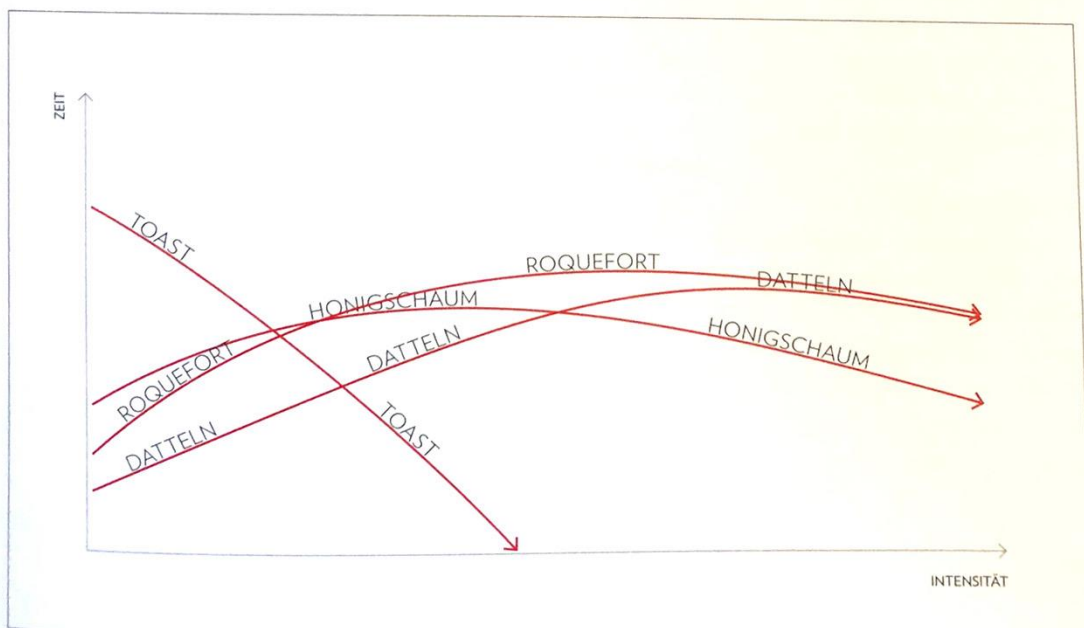 ZEIT
TOAST
ROQUEFORT
DATTELN
HONIGSCHAUM
ROQUEFORT
DATTELN
HONIGSCHAUM
DATTELN
TOAST
INTENSITÄT